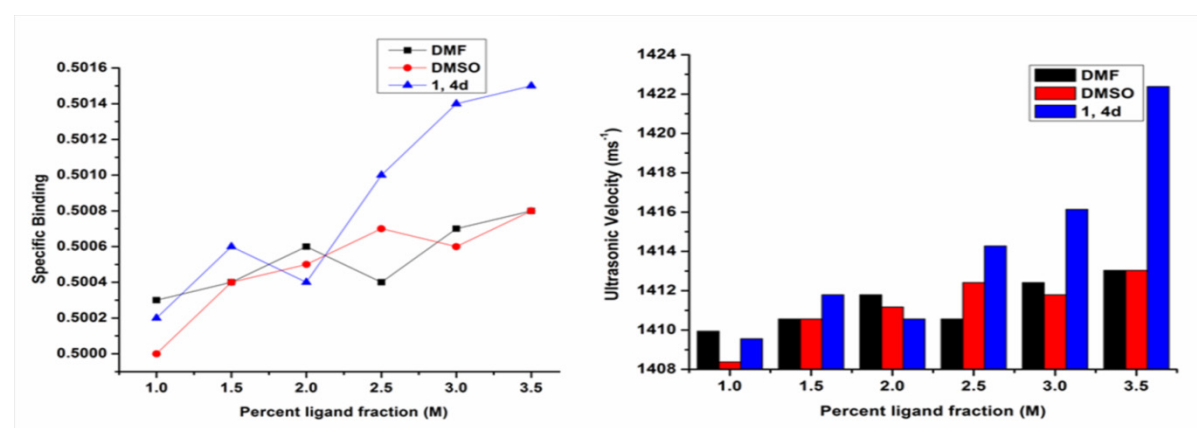 DMF
DMSO
1, 4d
0.5016
0.5014
0.5012
0.5010
0.5008
0.5006
0.5004
0.5002
0.5000
Specific Binding
1.0 1.5 2.0 2.5 3.0 3.5
Percent ligand fraction (M)
DMF
DMSO
1, 4d
1424
1422
1420
1418
1416
1414
1412
1410
1408
Ultrasonic Velocity (ms⁻¹)
1.0 1.5 2.0 2.5 3.0 3.5
Percent ligand fraction (M)